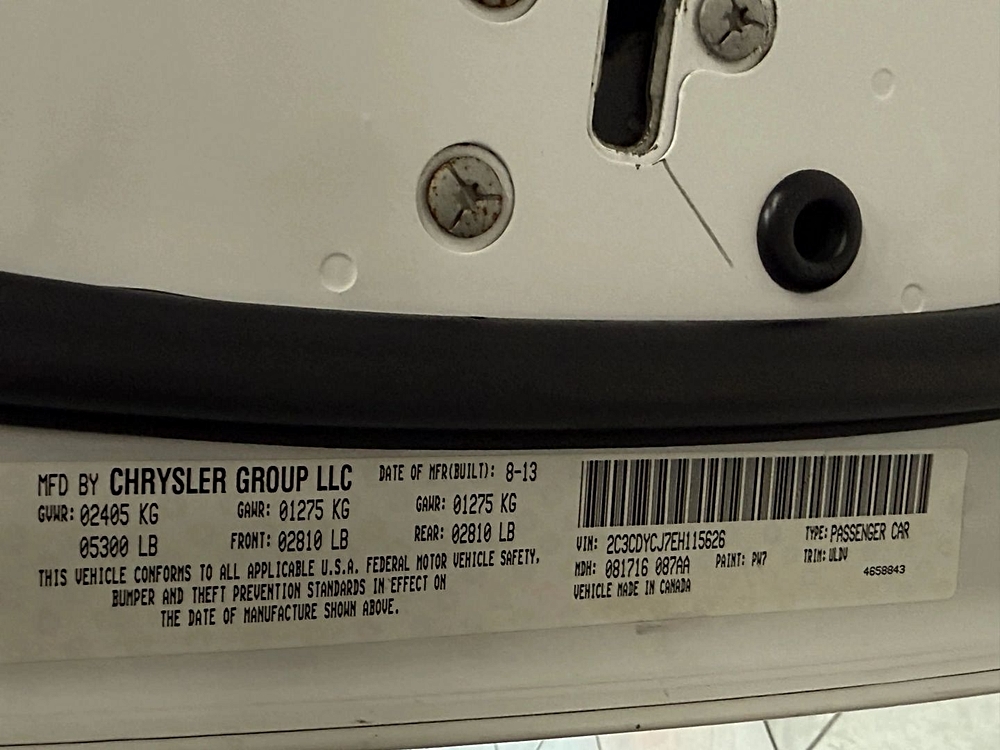 MFD BY CHRYSLER GROUP LLC DATE OF MFR(BUILT): 8-13
GVWR: 02405 KG GAWR: 01275 KG GAWR: 01275 KG
05300 LB FRONT: 02810 LB REAR: 02810 LB
THIS VEHICLE CONFORMS TO ALL APPLICABLE U.S.A. FEDERAL MOTOR VEHICLE SAFETY,
BUMPER AND THEFT PREVENTION STANDARDS IN EFFECT ON
THE DATE OF MANUFACTURE SHOWN ABOVE.
VIN: 2C3CDYCJ7EH115626 TYPE: PASSENGER CAR
MDH: 081716 087AA PAINT: PW7 TRIM: ULDV
VEHICLE MADE IN CANADA 4658843